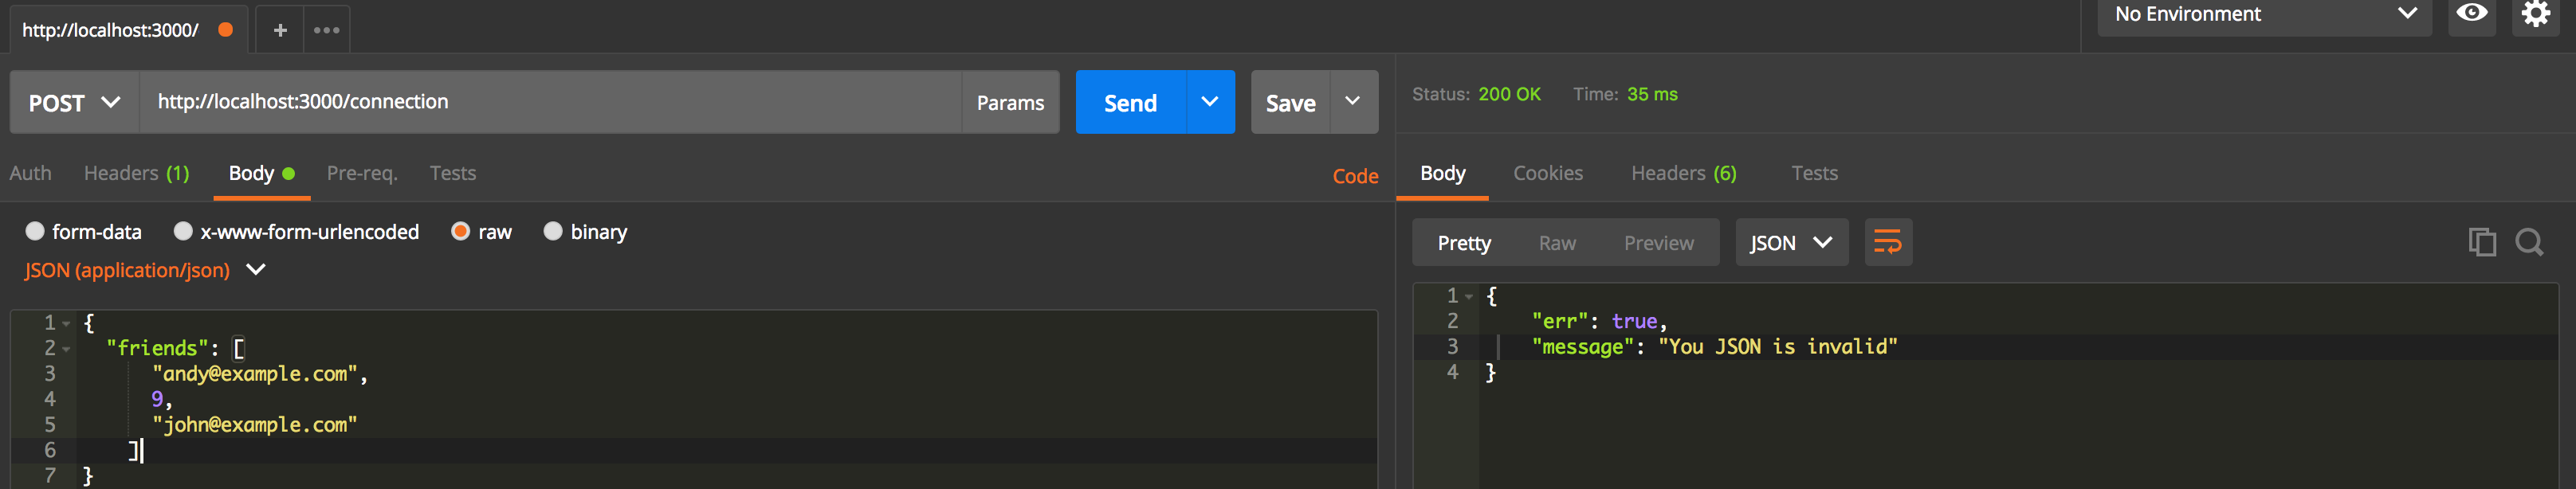 http://localhost:3000/
No Environment
POST http://localhost:3000/connection Params Send Save
Status: 200 OK Time: 35 ms
Auth Headers (1) Body Pre-req. Tests Code
Body Cookies Headers (6) Tests
form-data x-www-form-urlencoded raw binary
JSON (application/json)
Pretty Raw Preview JSON
1 {
2 "friends": [
3 "andy@example.com",
4 9,
5 "john@example.com"
6 ]
7 }
1 {
2 "err": true,
3 "message": "You JSON is invalid"
4 }